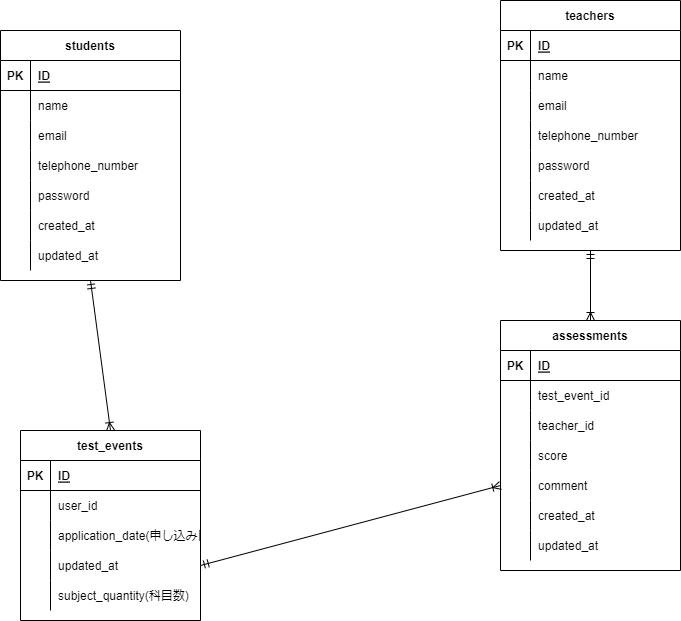 teachers
PK ID
name
email
telephone_number
password
created_at
updated_at
students
PK ID
name
email
telephone_number
password
created_at
updated_at
assessments
PK ID
test_event_id
teacher_id
score
comment
created_at
updated_at
test_events
PK ID
user_id
application_date(申し込み
updated_at
subject_quantity(科目数)